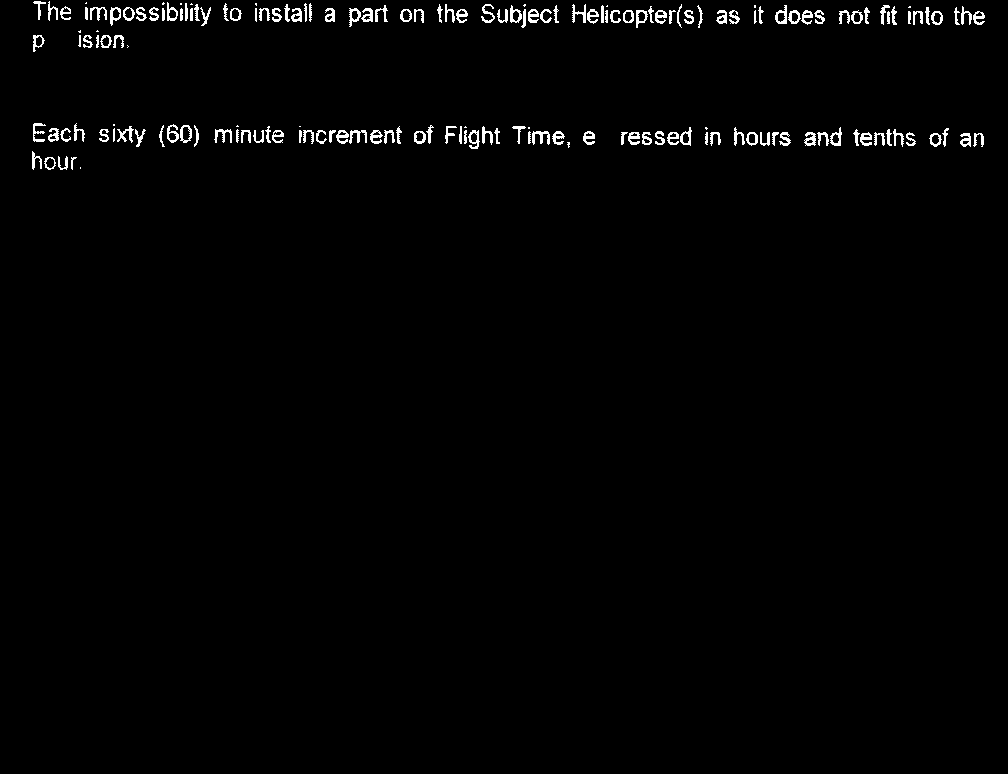 The impossibility to install a part on the Subject Helicopter(s) as it does not fit into the
Each sixty (60) minute increment of Flight Time, in hours and tenths of an
hour.